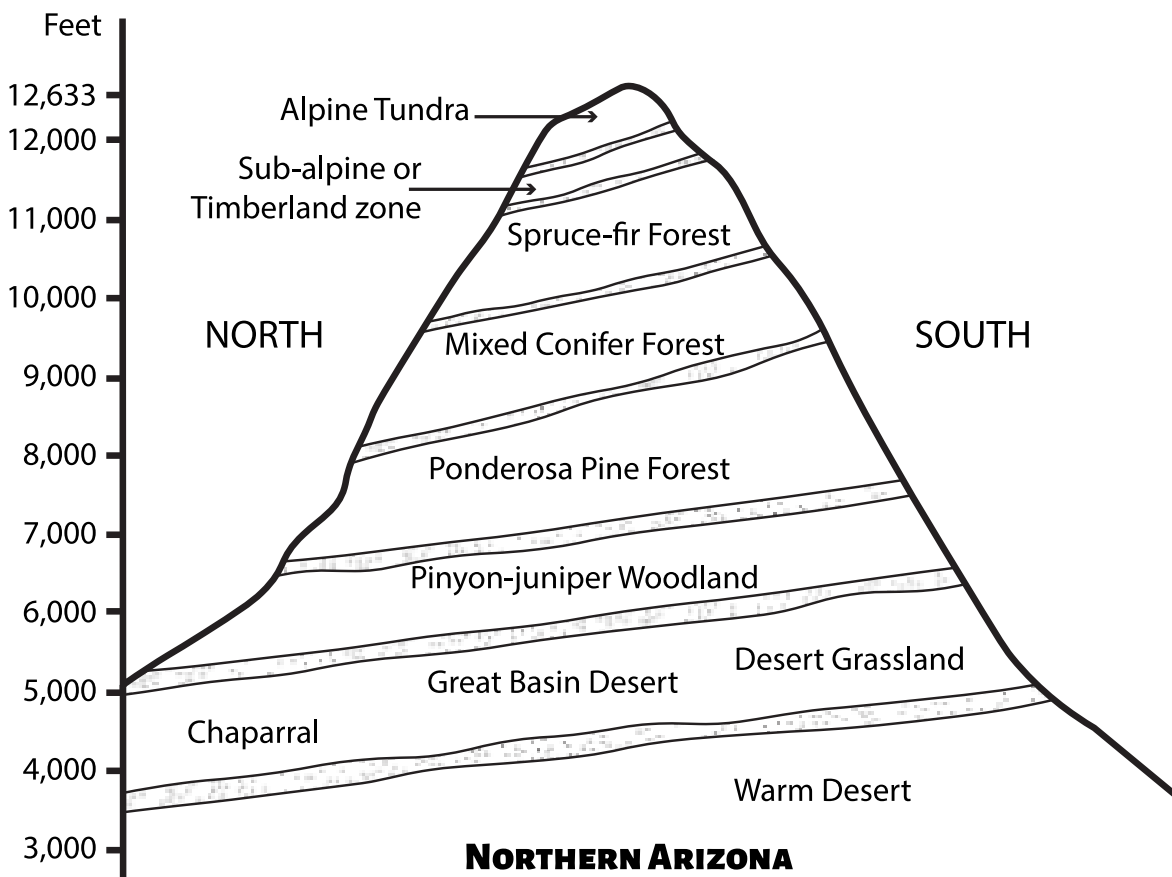 Feet
12,633
Alpine Tundra
12,000
Sub-alpine or
Timberland zone
11,000
Spruce-fir Forest
10,000
NORTH
SOUTH
Mixed Conifer Forest
9,000
8,000
Ponderosa Pine Forest
7,000
Pinyon-juniper Woodland
6,000
Desert Grassland
Great Basin Desert
5,000
Chaparral
4,000
Warm Desert
3,000
NORTHERN ARIZONA